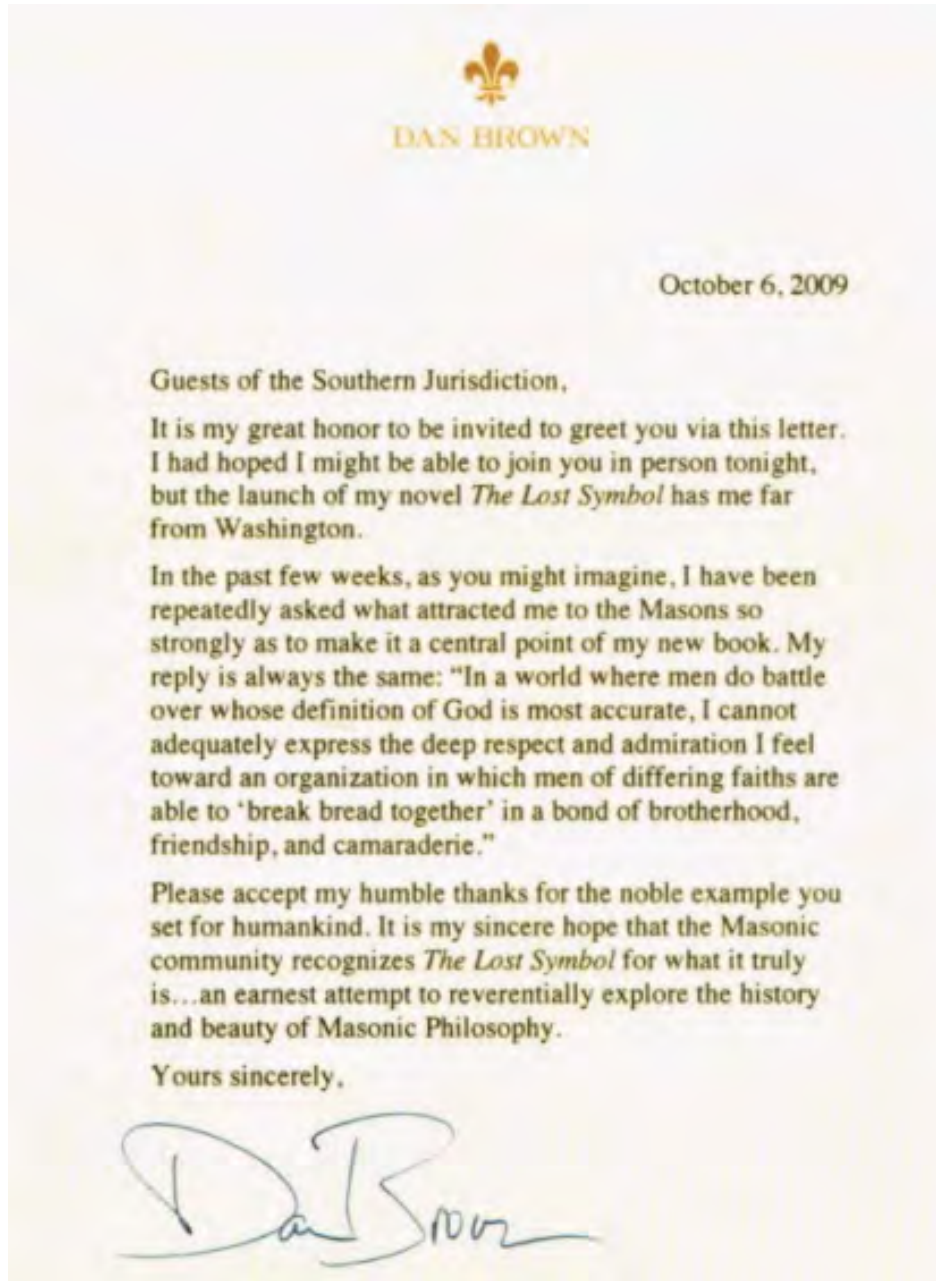 DAN BROWN
October 6, 2009
Guests of the Southern Jurisdiction,
It is my great honor to be invited to greet you via this letter.
I had hoped I might be able to join you in person tonight,
but the launch of my novel The Lost Symbol has me far
from Washington.
In the past few weeks, as you might imagine, I have been
repeatedly asked what attracted me to the Masons so
strongly as to make it a central point of my new book. My
reply is always the same: “In a world where men do battle
over whose definition of God is most accurate, I cannot
adequately express the deep respect and admiration I feel
toward an organization in which men of differing faiths are
able to ‘break bread together’ in a bond of brotherhood,
friendship, and camaraderie.”
Please accept my humble thanks for the noble example you
set for humankind. It is my sincere hope that the Masonic
community recognizes The Lost Symbol for what it truly
is...an earnest attempt to reverentially explore the history
and beauty of Masonic Philosophy.
Yours sincerely,
Dan Brown